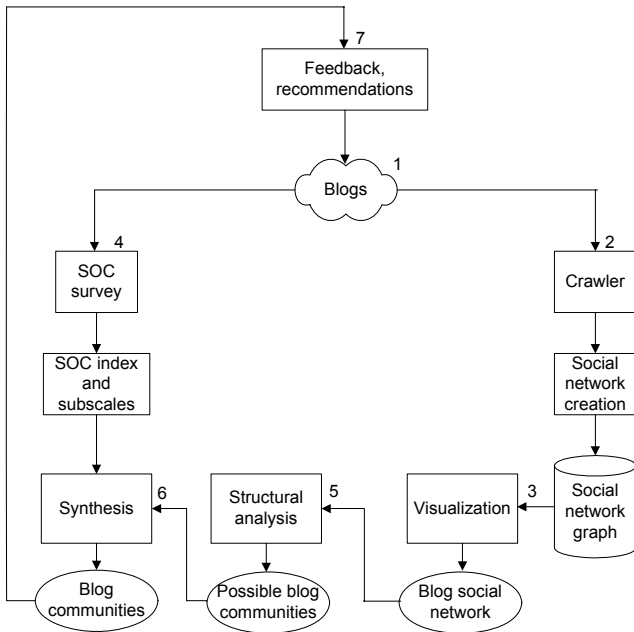 7
Feedback,
recommendations
1
Blogs
4
SOC
survey
2
Crawler
SOC index
and
subscales
Social
network
creation
6
Synthesis
Structural
analysis
5
Visualization
3
Social
network
graph
Blog
communities
Possible blog
communities
Blog social
network